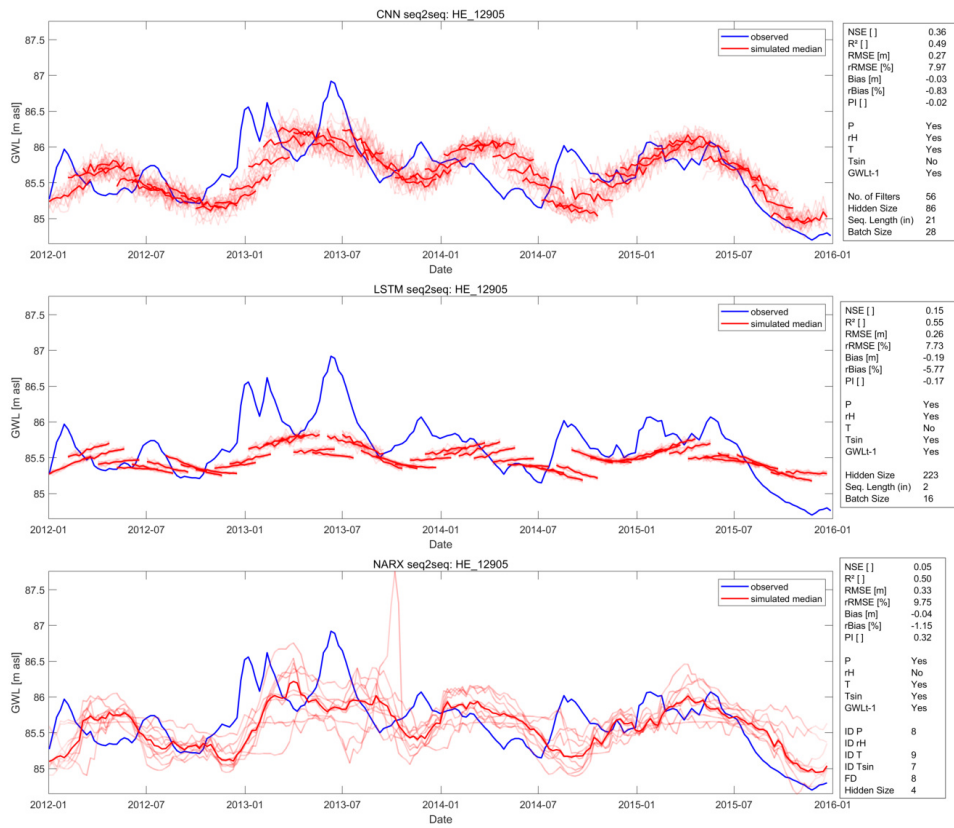 CNN seq2seq: HE_12905
87.5
87
86.5
86
85.5
85
GWL [m asl]
observed
simulated median
2012-01 2012-07 2013-01 2013-07 2014-01 2014-07 2015-01 2015-07 2016-01
Date
NSE [ ] 0.36
R² [ ] 0.49
RMSE [m] 0.27
rRMSE [%] 7.97
Bias [m] -0.03
rBias [%] -0.83
PI [ ] -0.02
P Yes
rH Yes
T Yes
Tsin No
GWLt-1 Yes
No. of Filters 56
Hidden Size 86
Seq. Length (in) 21
Batch Size 28
LSTM seq2seq: HE_12905
87.5
87
86.5
86
85.5
85
GWL [m asl]
observed
simulated median
2012-01 2012-07 2013-01 2013-07 2014-01 2014-07 2015-01 2015-07 2016-01
Date
NSE [ ] 0.15
R² [ ] 0.55
RMSE [m] 0.26
rRMSE [%] 7.73
Bias [m] -0.19
rBias [%] -5.77
PI [ ] -0.17
P Yes
rH Yes
T No
Tsin Yes
GWLt-1 Yes
Hidden Size 223
Seq. Length (in) 2
Batch Size 16
NARX seq2seq: HE_12905
87.5
87
86.5
86
85.5
85
GWL [m asl]
observed
simulated median
2012-01 2012-07 2013-01 2013-07 2014-01 2014-07 2015-01 2015-07 2016-01
Date
NSE [ ] 0.05
R² [ ] 0.50
RMSE [m] 0.33
rRMSE [%] 9.75
Bias [m] -0.04
rBias [%] -1.15
PI [ ] 0.32
P Yes
rH No
T Yes
Tsin Yes
GWLt-1 Yes
ID P 8
ID rH
ID T 9
ID Tsin 7
FD 8
Hidden Size 4